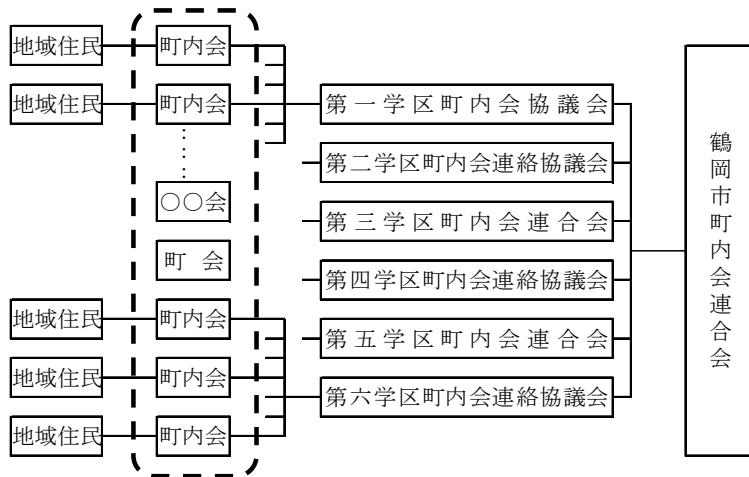 地域住民
町内会
地域住民
町内会
第一学区町内会協議会
第二学区町内会連絡協議会
○○会
第三学区町内会連合会
町 会
第四学区町内会連絡協議会
地域住民
町内会
第五学区町内会連合会
地域住民
町内会
第六学区町内会連絡協議会
地域住民
町内会
鶴岡市町内会連合会